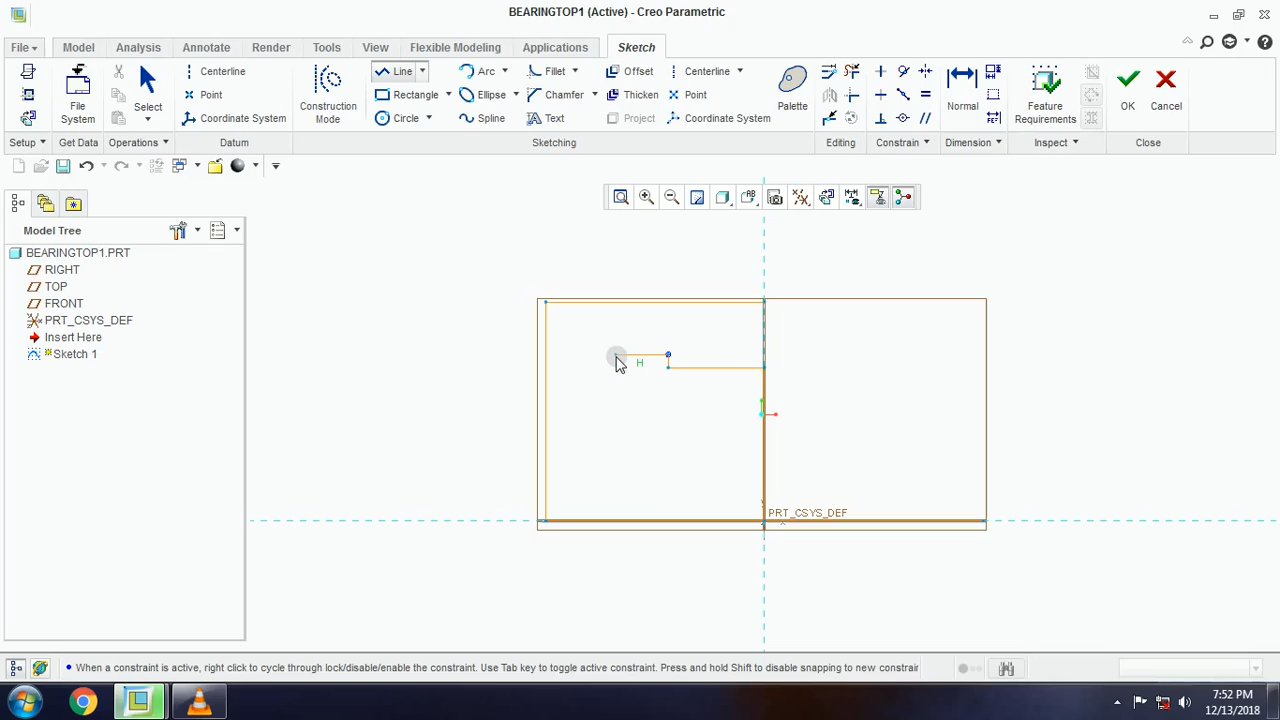 BEARINGTOP1 (Active) - Creo Parametric
File Model Analysis Annotate Render Tools View Flexible Modeling Applications Sketch
Centerline Line Arc Fillet Offset Centerline
Point Rectangle Ellipse Chamfer Thicken Point
Coordinate System Circle Spline Text Project Coordinate System
File System Select Construction Mode Palette Normal Feature Requirements OK Cancel
Setup Get Data Operations Datum Sketching Editing Constrain Dimension Inspect Close
Model Tree
BEARINGTOP1.PRT
RIGHT
TOP
FRONT
PRT_CSYS_DEF
Insert Here
Sketch 1
H
PRT_CSYS_DEF
When a constraint is active, right click to cycle through lock/disable/enable the constraint. Use Tab key to toggle active constraint. Press and hold Shift to disable snapping to new constrain
7:52 PM
12/13/2018